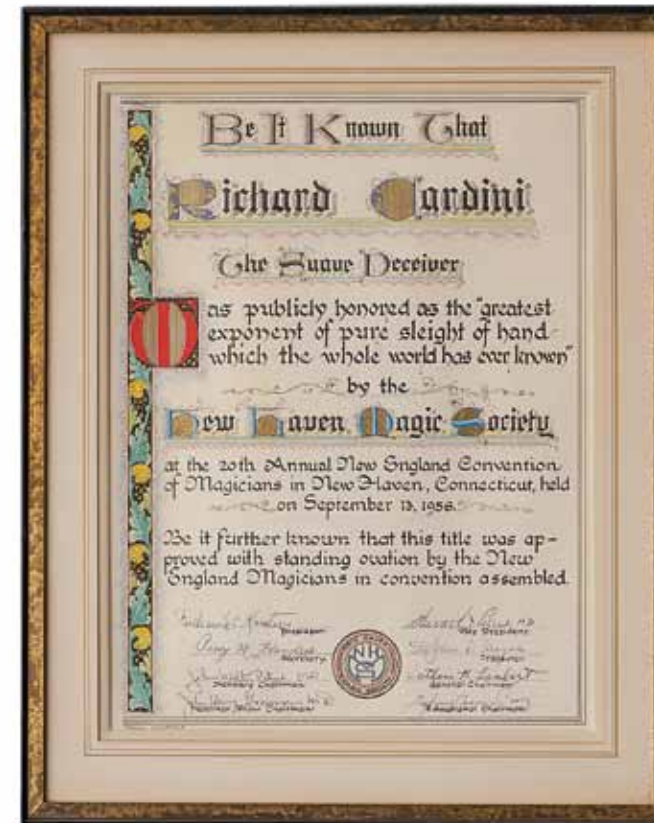 Be It Known That
Richard Cardini
The Suave Deceiver
Was publicly honored as the "greatest
exponent of pure sleight of hand
which the whole world has ever known"
by the
New Haven Magic Society
at the 20th Annual New England Convention
of Magicians in New Haven, Connecticut, held
on September 13, 1958.
Be it further known that this title was ap-
proved with standing ovation by the New
England Magicians in convention assembled.
President
Vice President
Secretary
Treasurer
Chairman
General Chairman
Chairman
Chairman